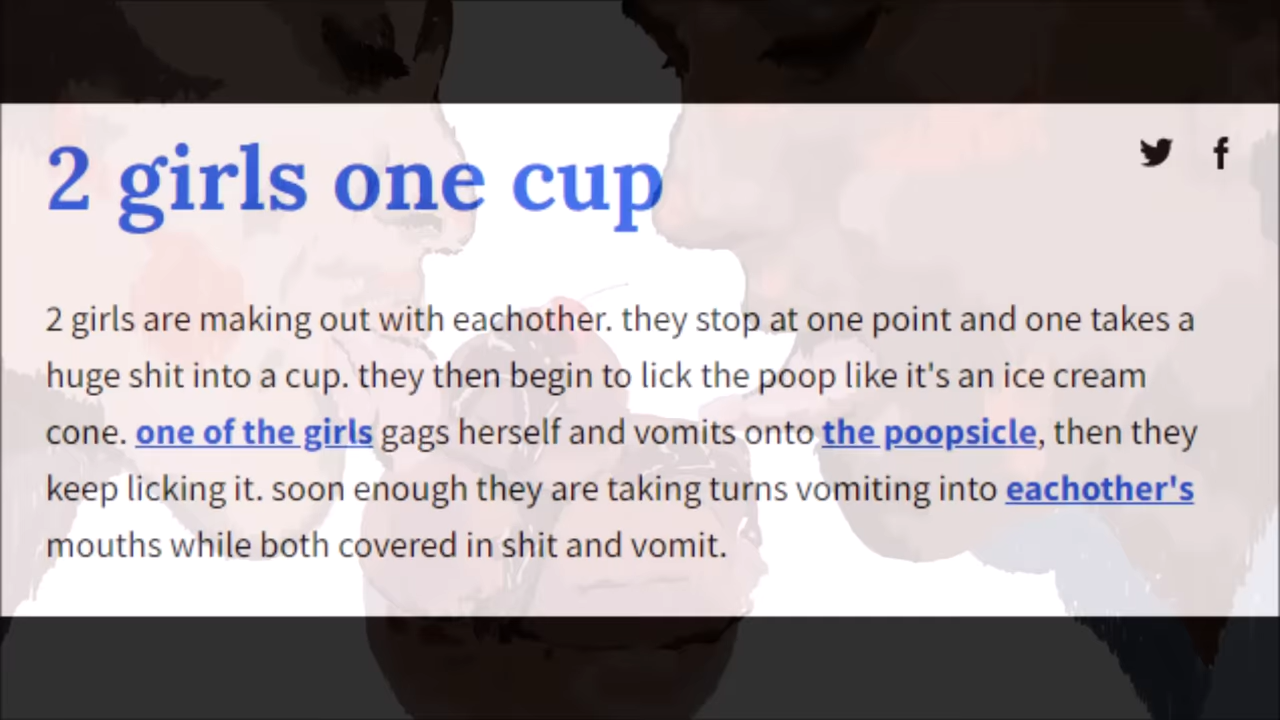 2 girls one cup
2 girls are making out with eachother. they stop at one point and one takes a
huge shit into a cup. they then begin to lick the poop like it's an ice cream
cone. one of the girls gags herself and vomits onto the poopsicle, then they
keep licking it. soon enough they are taking turns vomiting into eachother's
mouths while both covered in shit and vomit.